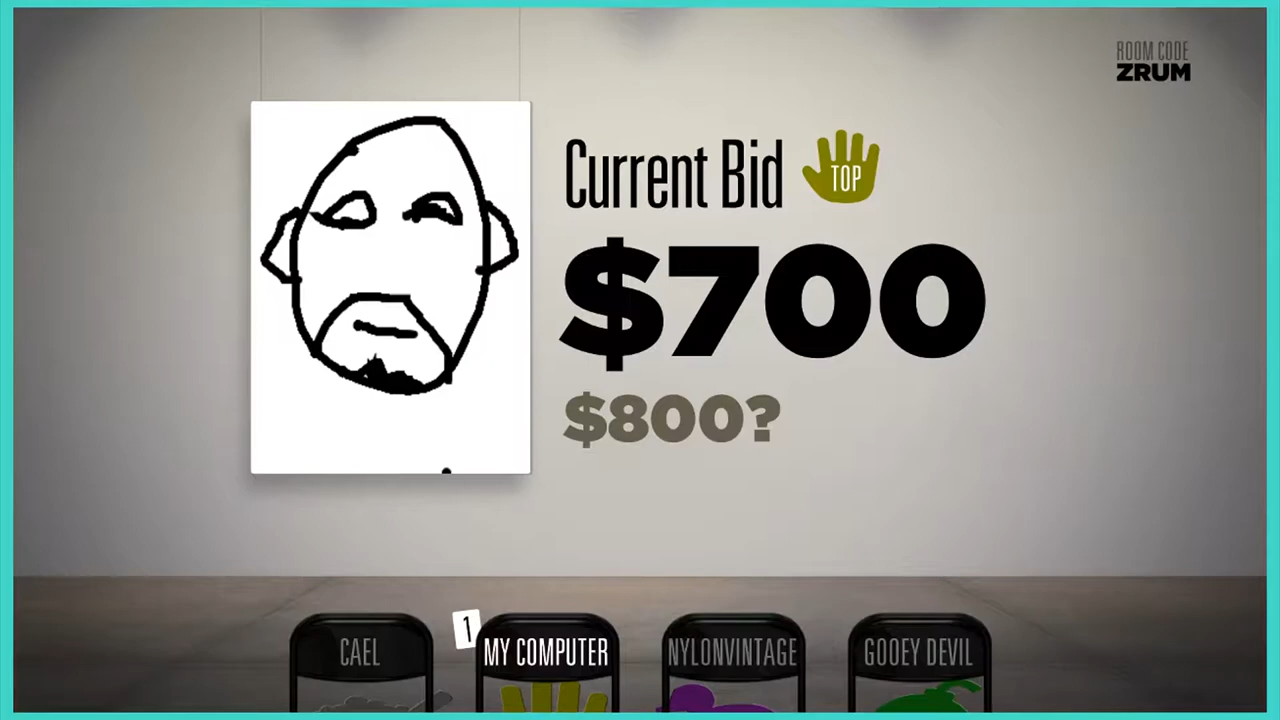 ROOM CODE
ZRUM
Current Bid
TOP
$700
$800?
1
CAEL
MY COMPUTER
NYLONVINTAGE
GOOEY DEVIL